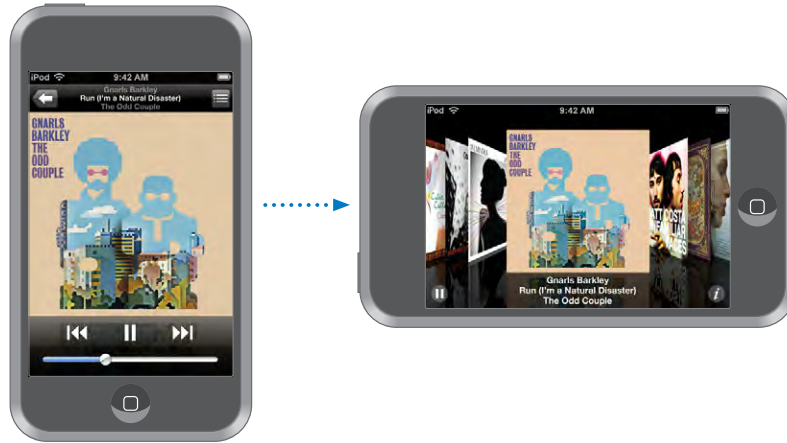 iPod 9:42 AM
Gnarls Barkley
Run (I'm a Natural Disaster)
The Odd Couple
GNARLS
BARKLEY
THE
ODD
COUPLE
iPod 9:42 AM
GNARLS
BARKLEY
THE
ODD
COUPLE
Gnarls Barkley
Run (I'm a Natural Disaster)
The Odd Couple